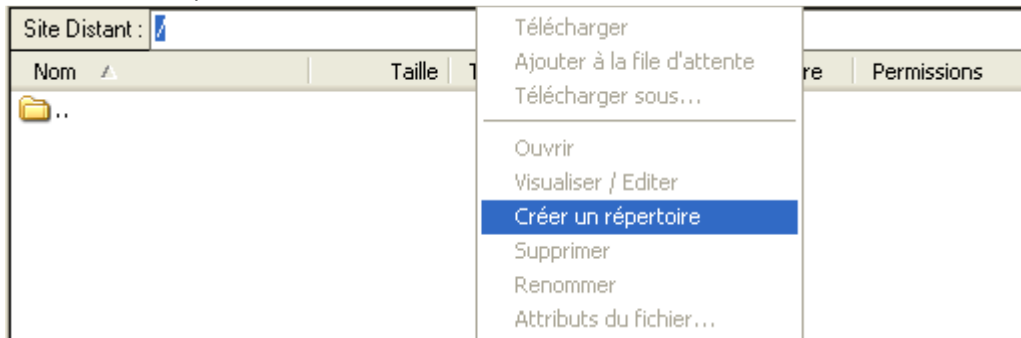 Site Distant : /
Nom Taille T re Permissions
..
Télécharger
Ajouter à la file d'attente
Télécharger sous...
Ouvrir
Visualiser / Editer
Créer un répertoire
Supprimer
Renommer
Attributs du fichier...